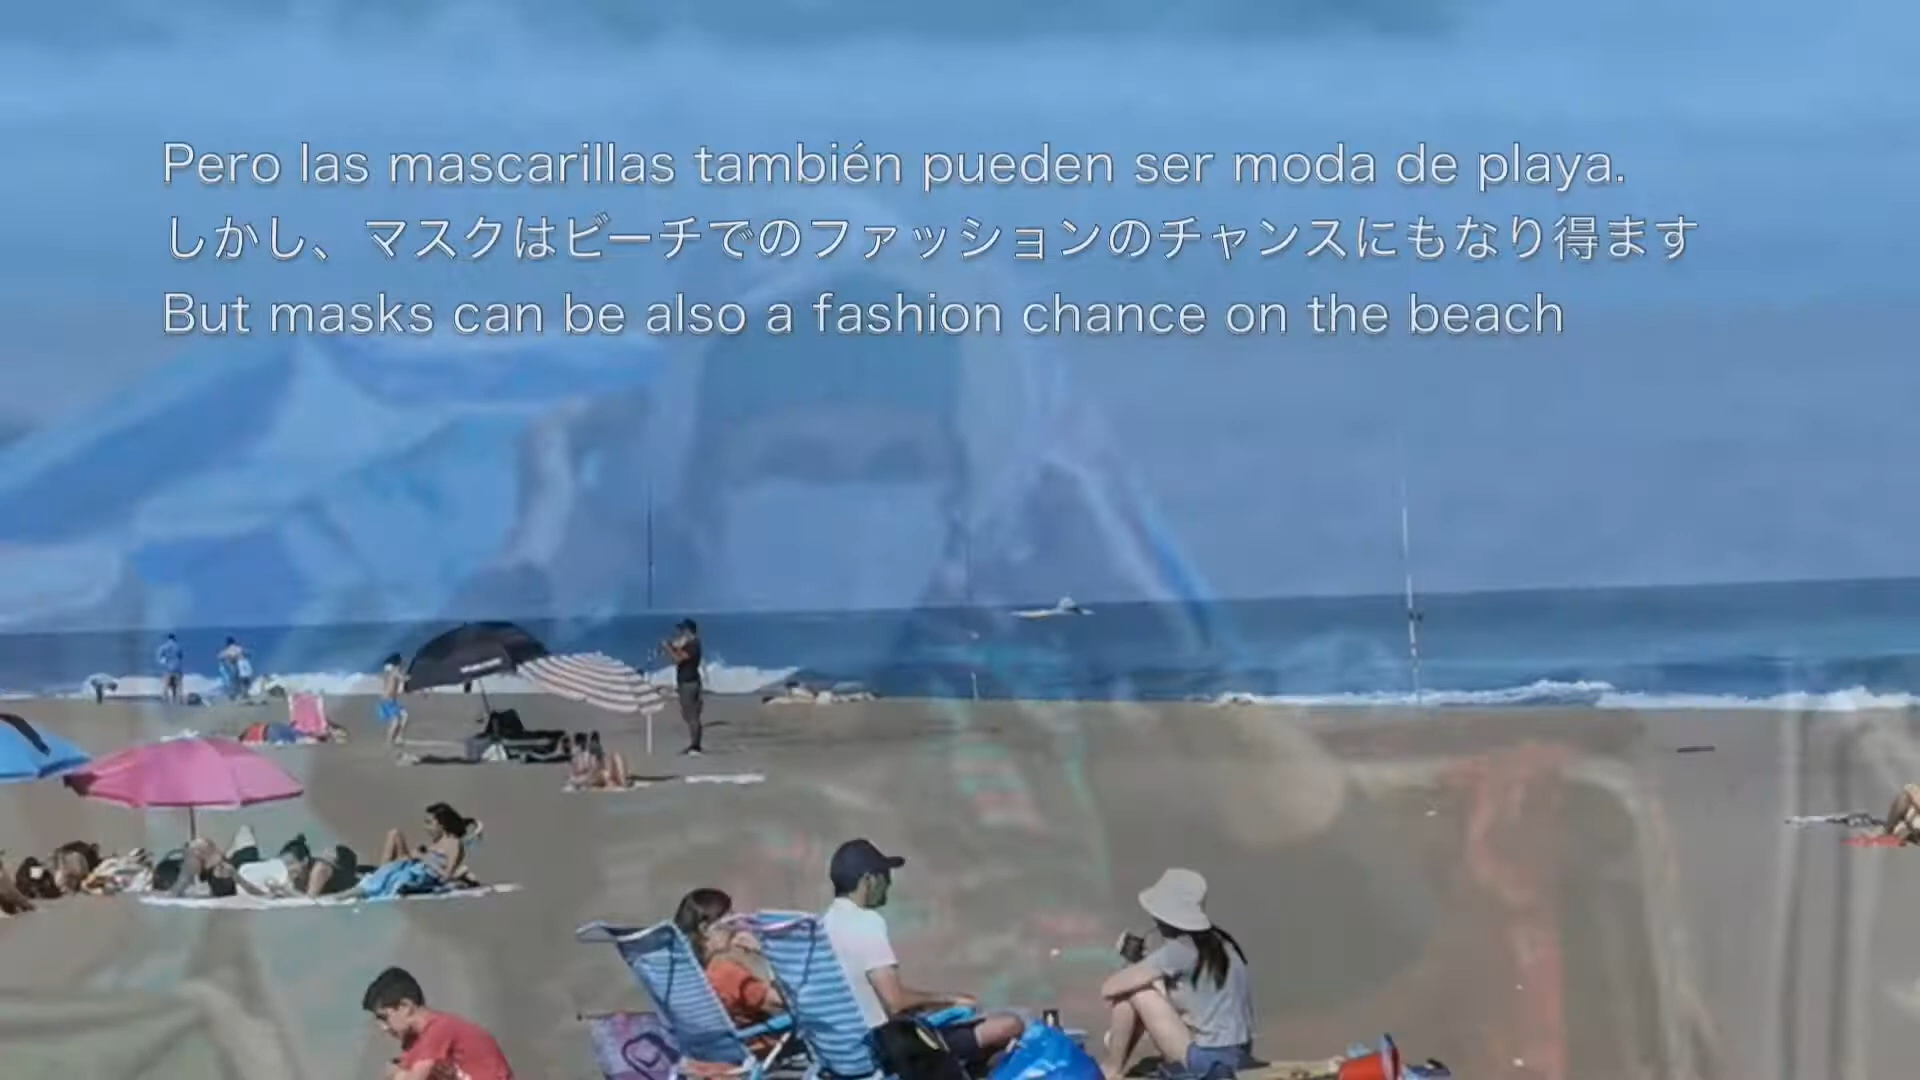 Pero las mascarillas también pueden ser moda de playa.
しかし、マスクはビーチでのファッションのチャンスにもなり得ます
But masks can be also a fashion chance on the beach